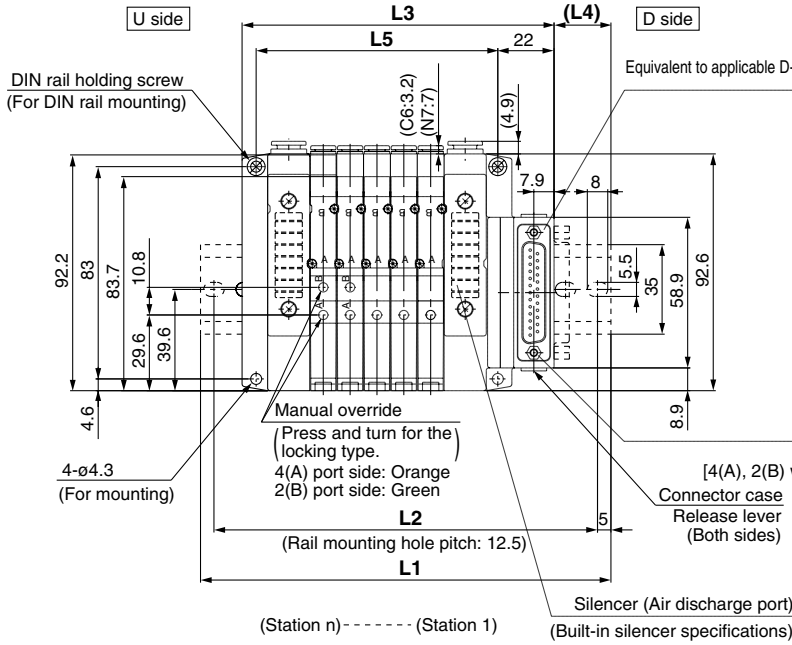 U side
L3
(L4)
D side
L5
22
DIN rail holding screw
(For DIN rail mounting)
(C6:3.2)
(N7:7)
(4.9)
Equivalent to applicable D-
7.9
8
92.2
83
83.7
10.8
29.6
39.6
4.6
5.5
35
58.9
92.6
8.9
B B
A A A A A
B B
A A
Manual override
(Press and turn for the
locking type.)
4(A) port side: Orange
2(B) port side: Green
4-ø4.3
(For mounting)
[4(A), 2(B)
Connector case
Release lever
(Both sides)
L2
5
(Rail mounting hole pitch: 12.5)
L1
Silencer (Air discharge port)
(Built-in silencer specifications)
(Station n)- - - - - - - (Station 1)